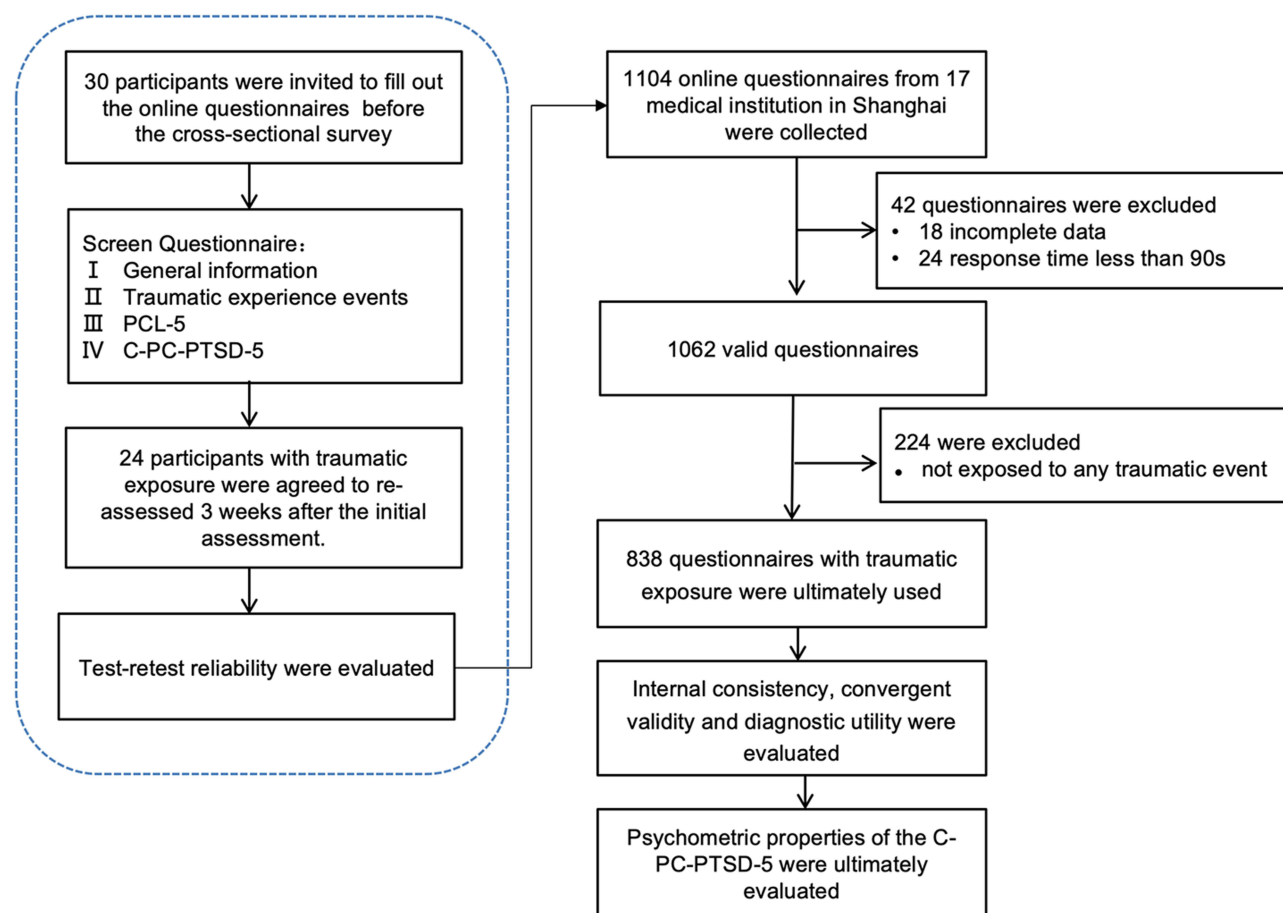 30 participants were invited to fill out
the online questionnaires before
the cross-sectional survey
Screen Questionnaire：
Ⅰ General information
Ⅱ Traumatic experience events
Ⅲ PCL-5
Ⅳ C-PC-PTSD-5
24 participants with traumatic
exposure were agreed to re-
assessed 3 weeks after the initial
assessment.
Test-retest reliability were evaluated
1104 online questionnaires from 17
medical institution in Shanghai
were collected
42 questionnaires were excluded
• 18 incomplete data
• 24 response time less than 90s
1062 valid questionnaires
224 were excluded
• not exposed to any traumatic event
838 questionnaires with traumatic
exposure were ultimately used
Internal consistency, convergent
validity and diagnostic utility were
evaluated
Psychometric properties of the C-
PC-PTSD-5 were ultimately
evaluated